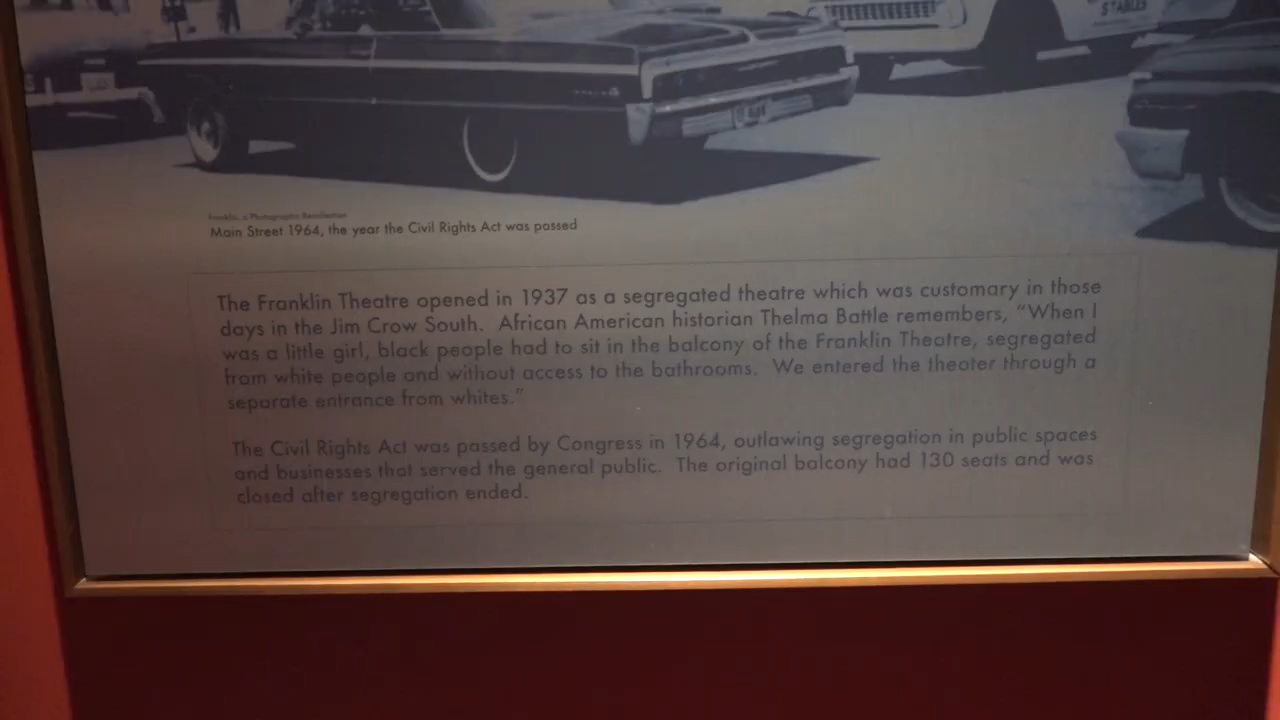 STABLES
Franklin, a Photographic Recollection
Main Street 1964, the year the Civil Rights Act was passed
The Franklin Theatre opened in 1937 as a segregated theatre which was customary in those
days in the Jim Crow South. African American historian Thelma Battle remembers, “When I
was a little girl, black people had to sit in the balcony of the Franklin Theatre, segregated
from white people and without access to the bathrooms. We entered the theater through a
separate entrance from whites.”
The Civil Rights Act was passed by Congress in 1964, outlawing segregation in public spaces
and businesses that served the general public. The original balcony had 130 seats and was
closed after segregation ended.